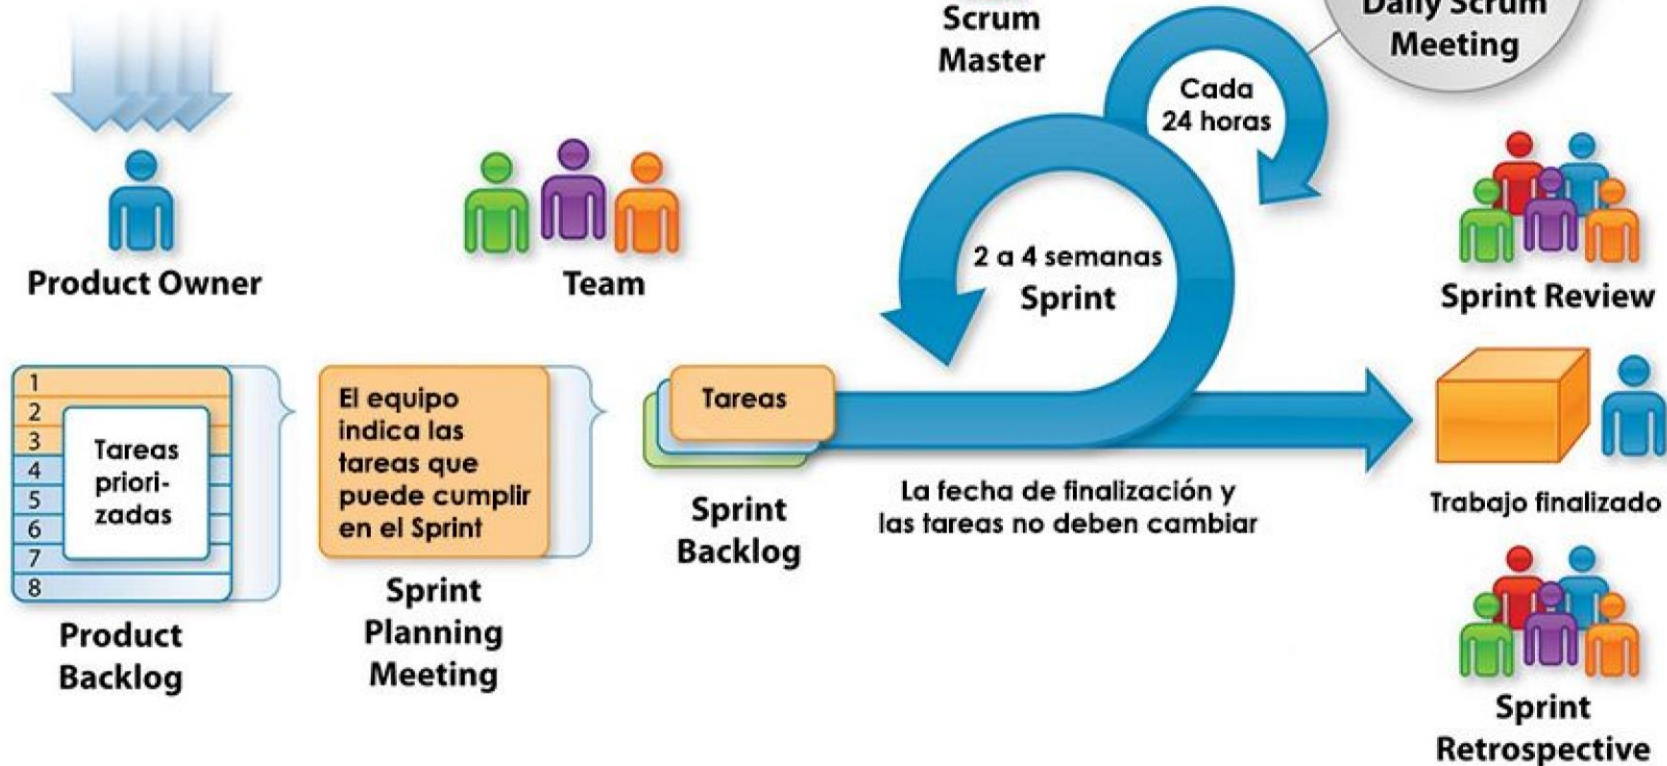 Scrum
Master
Daily Scrum
Meeting
Cada
24 horas
Product Owner
Team
2 a 4 semanas
Sprint
Sprint Review
1
2
3
4
5
6
7
8
Tareas
priori-
zadas
Product
Backlog
El equipo
indica las
tareas que
puede cumplir
en el Sprint
Sprint
Planning
Meeting
Tareas
Sprint
Backlog
La fecha de finalización y
las tareas no deben cambiar
Trabajo finalizado
Sprint
Retrospective